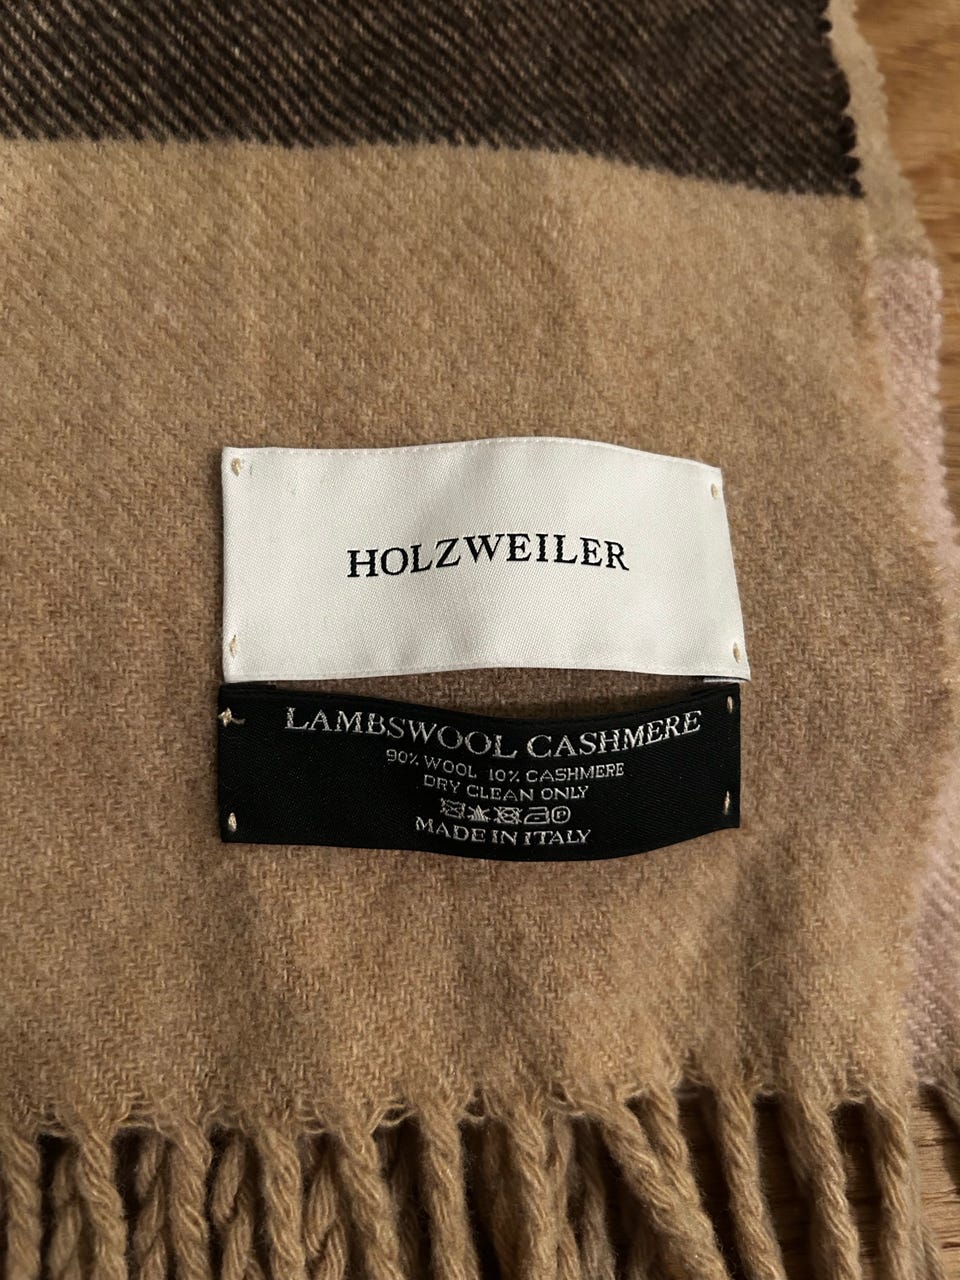 HOLZWEILER
LAMBSWOOL CASHMERE
90% WOOL 10% CASHMERE
DRY CLEAN ONLY
MADE IN ITALY